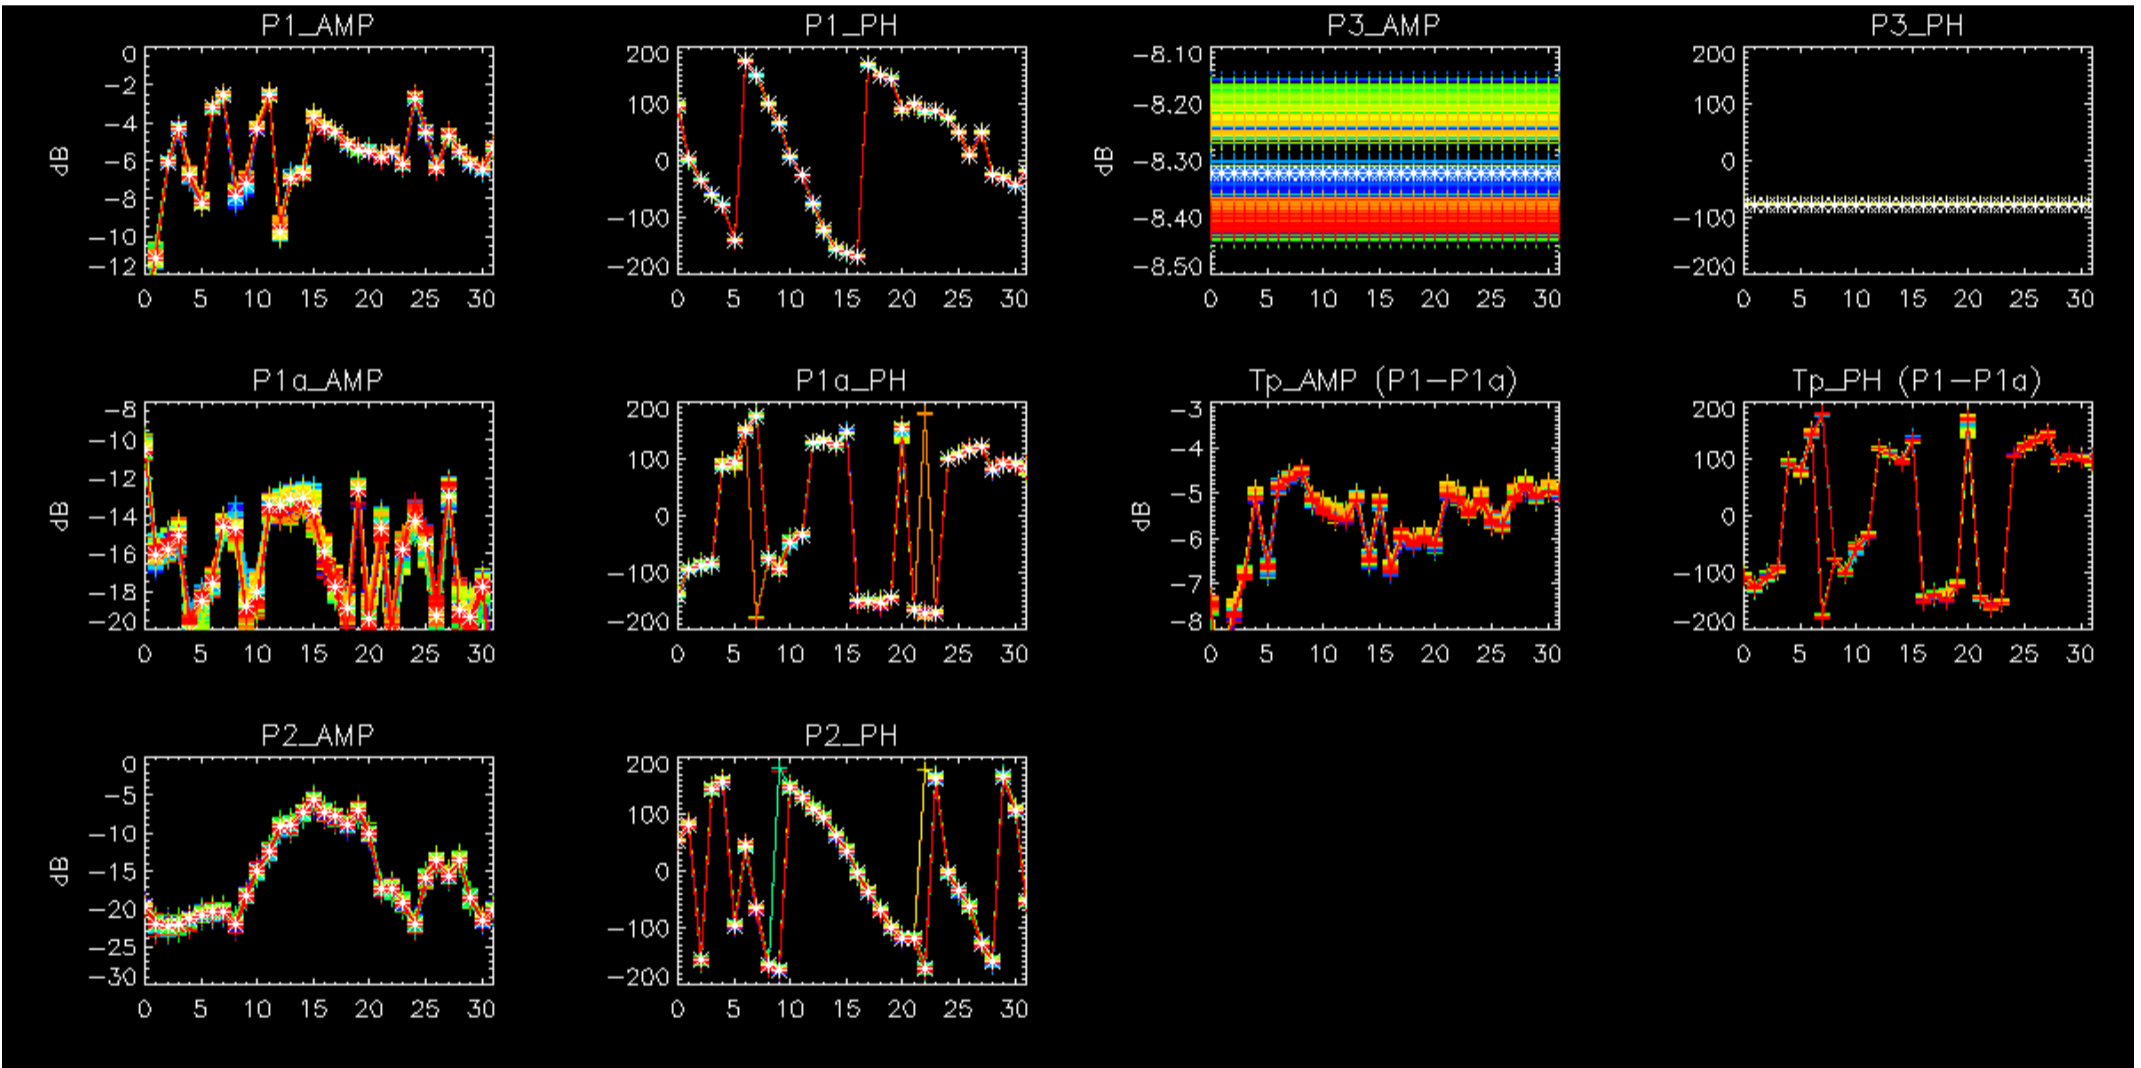 P1_AMP
dB
0
-2
-4
-6
-8
-10
-12
0 5 10 15 20 25 30
P1_PH
200
100
0
-100
-200
0 5 10 15 20 25 30
P3_AMP
dB
-8.10
-8.20
-8.30
-8.40
-8.50
0 5 10 15 20 25 30
P3_PH
200
100
0
-100
-200
0 5 10 15 20 25 30
P1a_AMP
dB
-8
-10
-12
-14
-16
-18
-20
0 5 10 15 20 25 30
P1a_PH
200
100
0
-100
-200
0 5 10 15 20 25 30
Tp_AMP (P1-P1a)
dB
-3
-4
-5
-6
-7
-8
0 5 10 15 20 25 30
Tp_PH (P1-P1a)
200
100
0
-100
-200
0 5 10 15 20 25 30
P2_AMP
dB
0
-5
-10
-15
-20
-25
-30
0 5 10 15 20 25 30
P2_PH
200
100
0
-100
-200
0 5 10 15 20 25 30